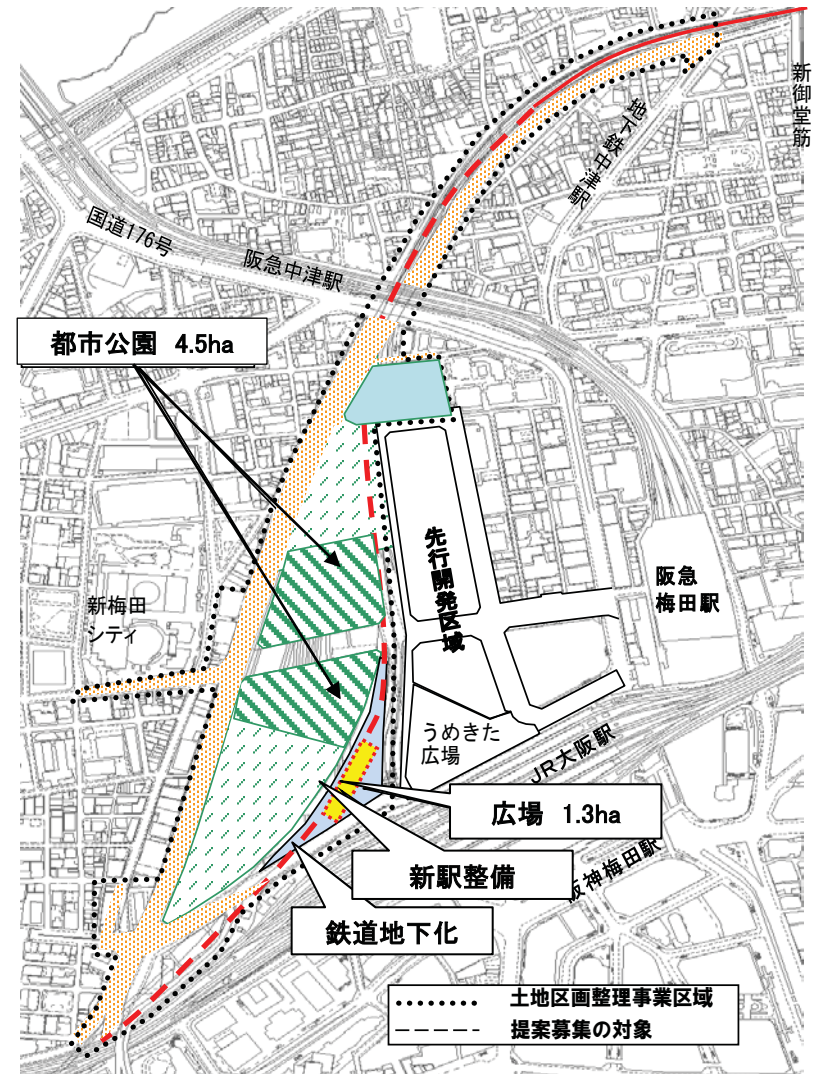 新御堂筋
地下鉄中津駅
国道176号
阪急中津駅
都市公園 4.5ha
先行開発区域
阪急
梅田駅
新梅田
シティ
うめきた
広場
JR大阪駅
広場 1.3ha
新駅整備
阪神梅田駅
鉄道地下化
土地区画整理事業区域
提案募集の対象